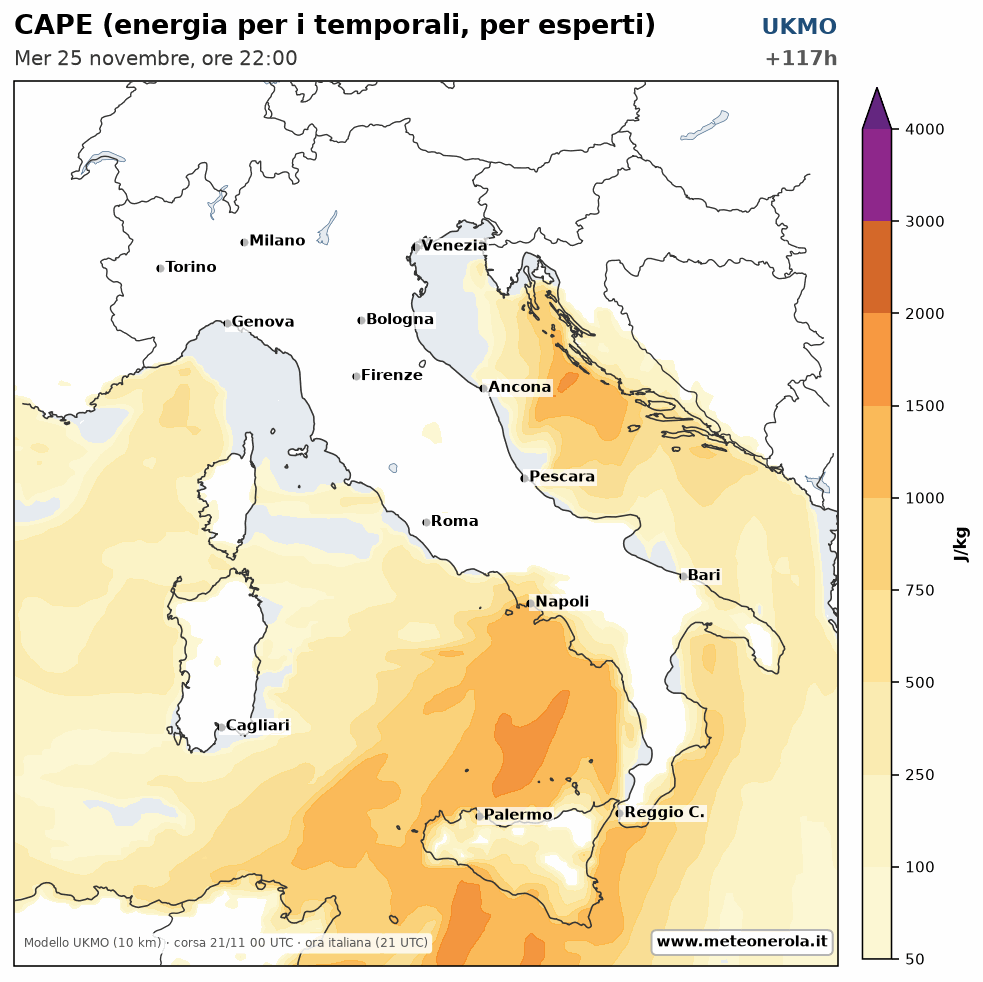 CAPE (energia per i temporali, per esperti)
UKMO
Mer 25 novembre, ore 22:00
+117h
Venezia
Milano
Torino
Bologna
Genova
Firenze
Ancona
Pescara
Roma
Bari
Napoli
Cagliari
Palermo
Reggio C.
4000
3000
2000
1500
1000
750
500
250
100
50
J/kg
Modello UKMO (10 km) · corsa 21/11 00 UTC · ora italiana (21 UTC)
www.meteonerola.it